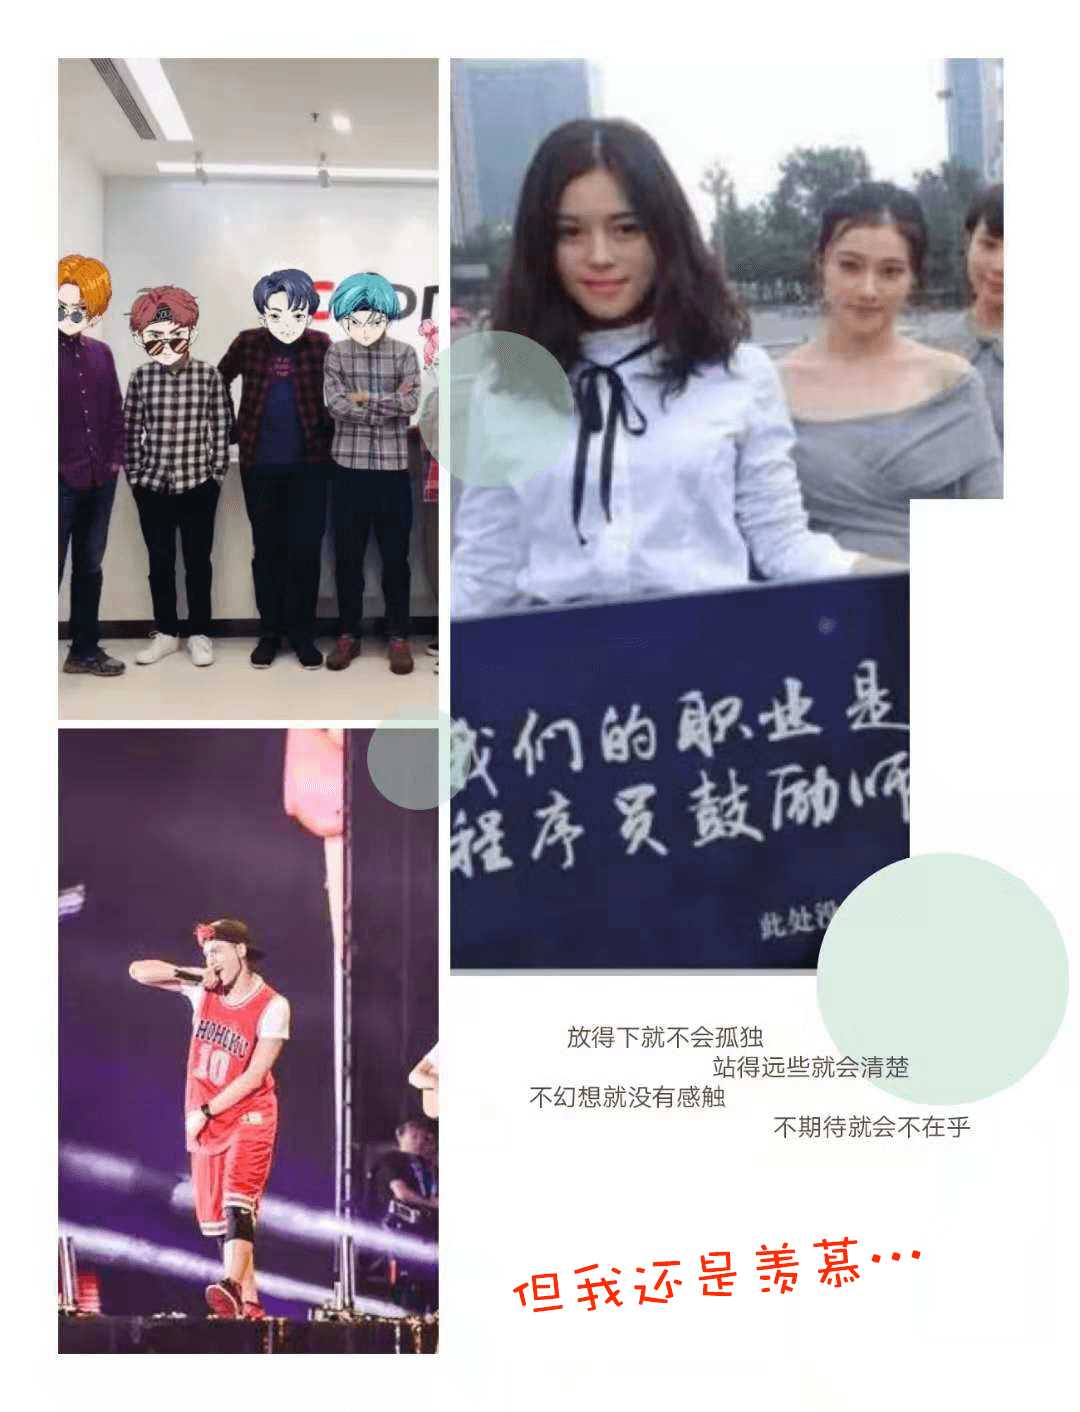 我们的职业是
程序员鼓励师
此处没
HOHOKU
10
放得下就不会孤独
站得远些就会清楚
不幻想就没有感触
不期待就会不在乎
但我还是羡慕…